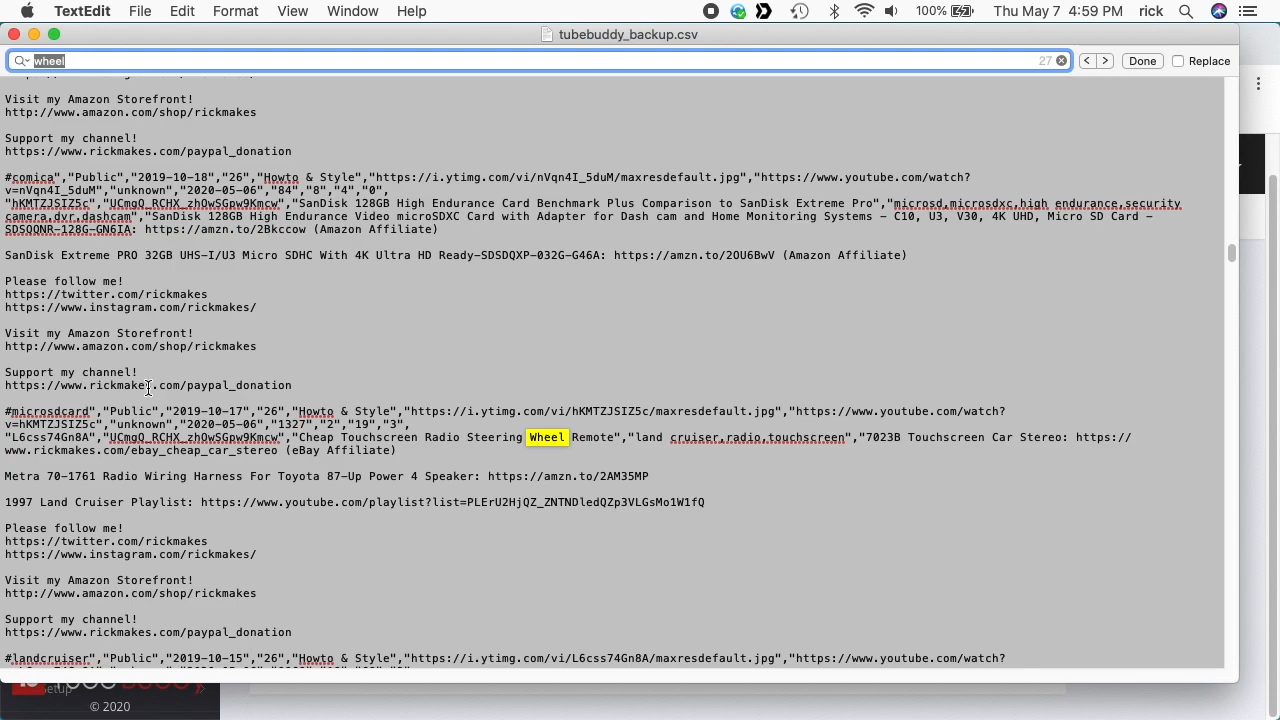 TextEdit File Edit Format View Window Help 100% Thu May 7 4:59 PM rick
tubebuddy_backup.csv
wheel 27 < > Done Replace
Visit my Amazon Storefront!
http://www.amazon.com/shop/rickmakes
Support my channel!
https://www.rickmakes.com/paypal_donation
#comica","Public","2019-10-18","26","Howto & Style","https://i.ytimg.com/vi/nVqn4I_5duM/maxresdefault.jpg","https://www.youtube.com/watch?
v=nVqn4I_5duM","unknown","2020-05-06","84","8","4","0",
"hKMTZJSIZ5c","UCmgQ_RCHX_zhOwSGpw9Kmcw","SanDisk 128GB High Endurance Card Benchmark Plus Comparison to SanDisk Extreme Pro","microsd,microsdxc,high endurance,security
camera,dvr,dashcam","SanDisk 128GB High Endurance Video microSDXC Card with Adapter for Dash cam and Home Monitoring Systems – C10, U3, V30, 4K UHD, Micro SD Card –
SDSQQNR-128G-GN6IA: https://amzn.to/2Bkccow (Amazon Affiliate)
SanDisk Extreme PRO 32GB UHS-I/U3 Micro SDHC With 4K Ultra HD Ready-SDSDQXP-032G-G46A: https://amzn.to/2OU6BwV (Amazon Affiliate)
Please follow me!
https://twitter.com/rickmakes
https://www.instagram.com/rickmakes/
Visit my Amazon Storefront!
http://www.amazon.com/shop/rickmakes
Support my channel!
https://www.rickmakes.com/paypal_donation
#microsdcard","Public","2019-10-17","26","Howto & Style","https://i.ytimg.com/vi/hKMTZJSIZ5c/maxresdefault.jpg","https://www.youtube.com/watch?
v=hKMTZJSIZ5c","unknown","2020-05-06","1327","2","19","3",
"L6css74Gn8A","UCmgQ_RCHX_zhOwSGpw9Kmcw","Cheap Touchscreen Radio Steering Wheel Remote","land cruiser,radio,touchscreen","7023B Touchscreen Car Stereo: https://
www.rickmakes.com/ebay_cheap_car_stereo (eBay Affiliate)
Metra 70-1761 Radio Wiring Harness For Toyota 87-Up Power 4 Speaker: https://amzn.to/2AM35MP
1997 Land Cruiser Playlist: https://www.youtube.com/playlist?list=PLErU2HjQZ_ZNTNDledQZp3VLGsMo1W1fQ
Please follow me!
https://twitter.com/rickmakes
https://www.instagram.com/rickmakes/
Visit my Amazon Storefront!
http://www.amazon.com/shop/rickmakes
Support my channel!
https://www.rickmakes.com/paypal_donation
#landcruiser","Public","2019-10-15","26","Howto & Style","https://i.ytimg.com/vi/L6css74Gn8A/maxresdefault.jpg","https://www.youtube.com/watch?
Setup
© 2020